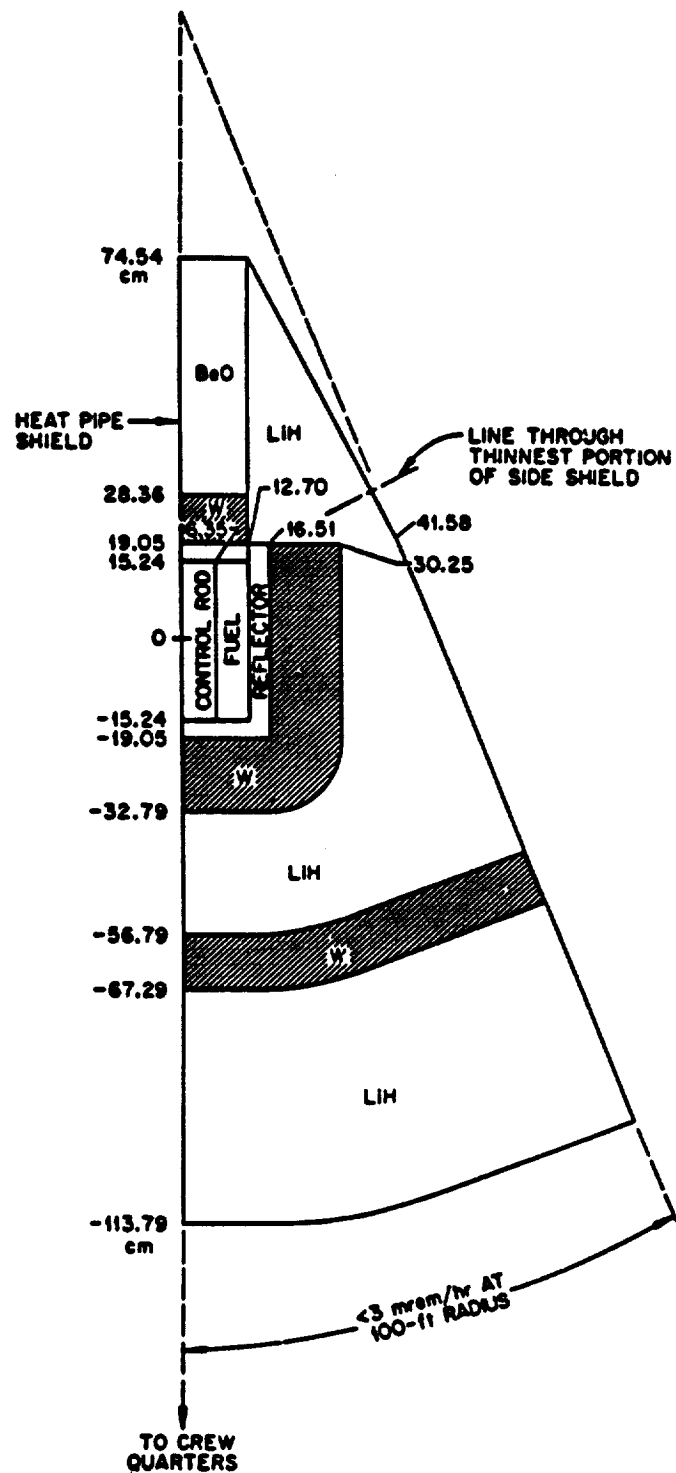 74.54
cm
BeO
HEAT PIPE
SHIELD
LiH
LINE THROUGH
THINNEST PORTION
OF SIDE SHIELD
28.36
12.70
W
6.35
16.51
41.58
19.05
15.24
30.25
0
CONTROL ROD
FUEL
REFLECTOR
-15.24
-19.05
W
-32.79
LiH
-56.79
W
-67.29
LiH
-113.79
cm
<3 mrem/hr AT
100-ft RADIUS
TO CREW
QUARTERS